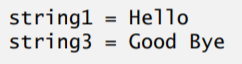 string1 = Hello
string3 = Good Bye